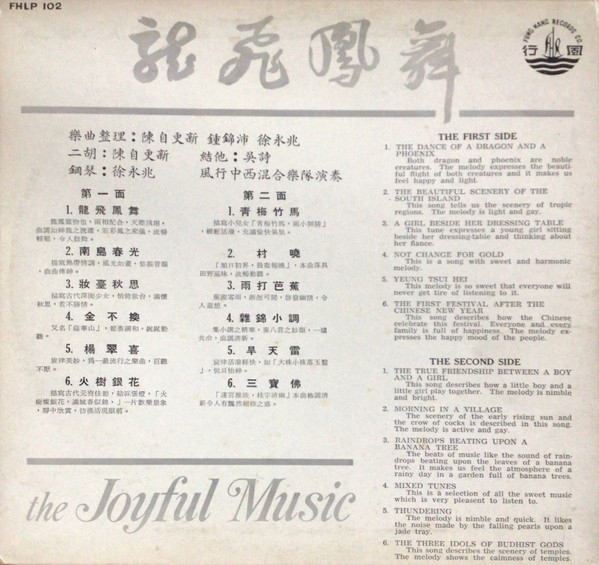 FHLP 102
龍飛鳳舞
FUNG HANG RECORDS CO.
行風
樂曲整理：陳自更新 鍾錦沛 徐永兆
二胡：陳自更新 結他：吳詩
鋼琴：徐永兆 風行中西混合樂隊演奏
第一面
1. 龍飛鳳舞
2. 南島春光
3. 妝臺秋思
4. 金不換
5. 楊翠喜
6. 火樹銀花
第二面
1. 青梅竹馬
2. 村曉
3. 雨打芭蕉
4. 雜錦小調
5. 旱天雷
6. 三寶佛
THE FIRST SIDE
1. THE DANCE OF A DRAGON AND A
PHOENIX
Both dragon and phoenix are noble
creatures. The melody expresses the beauti-
ful flight of both creatures and it makes us
feel happy and light.
2. THE BEAUTIFUL SCENERY OF THE
SOUTH ISLAND
This song tells us the scenery of tropic
regions. The melody is light and gay.
3. A GIRL BESIDE HER DRESSING TABLE
This tune expresses a young girl sitting
beside her dressing-table and thinking about
her fiance.
4. NOT CHANGE FOR GOLD
This is a song with sweet and harmonic
melody.
5. YEUNG TSUI HEI
This melody is so sweet that everyone will
never get tire of listening to it.
6. THE FIRST FESTIVAL AFTER THE
CHINESE NEW YEAR
This song describes how the Chinese
celebrate this festival. Everyone and every
family is full of happiness. The melody ex-
presses the happy mood of the people.
THE SECOND SIDE
1. THE TRUE FRIENDSHIP BETWEEN A BOY
AND A GIRL
This song describes how a little boy and a
little girl play together. The melody is nimble
and bright.
2. MORNING IN A VILLAGE
The scenery of the early rising sun and
the crow of cocks is described in this song.
The melody is active and gay.
3. RAINDROPS BEATING UPON A
BANANA TREE
The beats of music like the sound of rain-
drops beating upon the leaves of a banana
tree. It makes us feel the atmosphere of a
rainy day in a garden full of banana trees.
4. MIXED TUNES
This is a selection of all the sweet music
which is very pleasent to listen to.
5. THUNDERING
The melody is nimble and quick. It likes
the noise made by the falling pearls upon a
jade tray.
6. THE THREE IDOLS OF BUDHIST GODS
This song describes the scenery of temples.
The melody shows the calmness of temples.
the Joyful Music